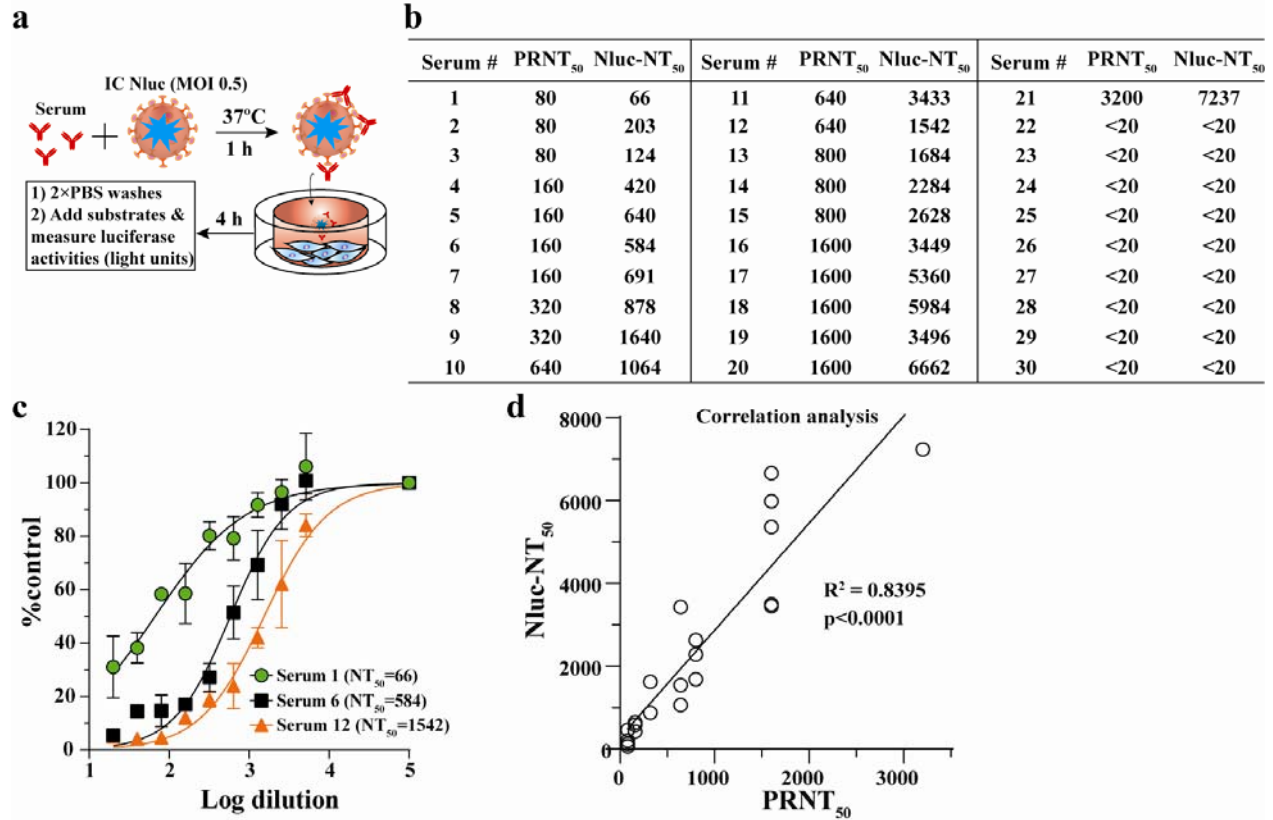 a
IC Nluc (MOI 0.5)
Serum
37ºC
1 h
1) 2×PBS washes
2) Add substrates &
measure luciferase
activities (light units)
4 h
b
Serum # PRNT50 Nluc-NT50 Serum # PRNT50 Nluc-NT50 Serum # PRNT50 Nluc-NT50
1 80 66 11 640 3433 21 3200 7237
2 80 203 12 640 1542 22 <20 <20
3 80 124 13 800 1684 23 <20 <20
4 160 420 14 800 2284 24 <20 <20
5 160 640 15 800 2628 25 <20 <20
6 160 584 16 1600 3449 26 <20 <20
7 160 691 17 1600 5360 27 <20 <20
8 320 878 18 1600 5984 28 <20 <20
9 320 1640 19 1600 3496 29 <20 <20
10 640 1064 20 1600 6662 30 <20 <20
c
120
100
80
60
40
20
0
%control
Serum 1 (NT50=66)
Serum 6 (NT50=584)
Serum 12 (NT50=1542)
1 2 3 4 5
Log dilution
d
Correlation analysis
8000
6000
4000
2000
0
Nluc-NT50
R² = 0.8395
p<0.0001
0 1000 2000 3000
PRNT50